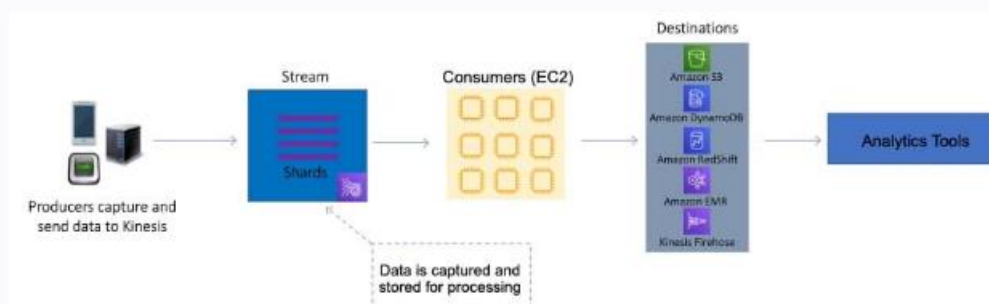 Producers capture and
send data to Kinesis
Stream
Shards
Data is captured and
stored for processing
Consumers (EC2)
Destinations
Amazon S3
Amazon DynamoDB
Amazon RedShift
Amazon EMR
Kinesis Firehose
Analytics Tools